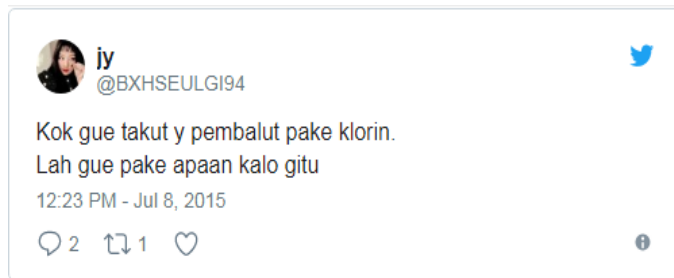 jy
@BXHSEULGI94
Kok gue takut y pembalut pake klorin.
Lah gue pake apaan kalo gitu
12:23 PM - Jul 8, 2015
2 1